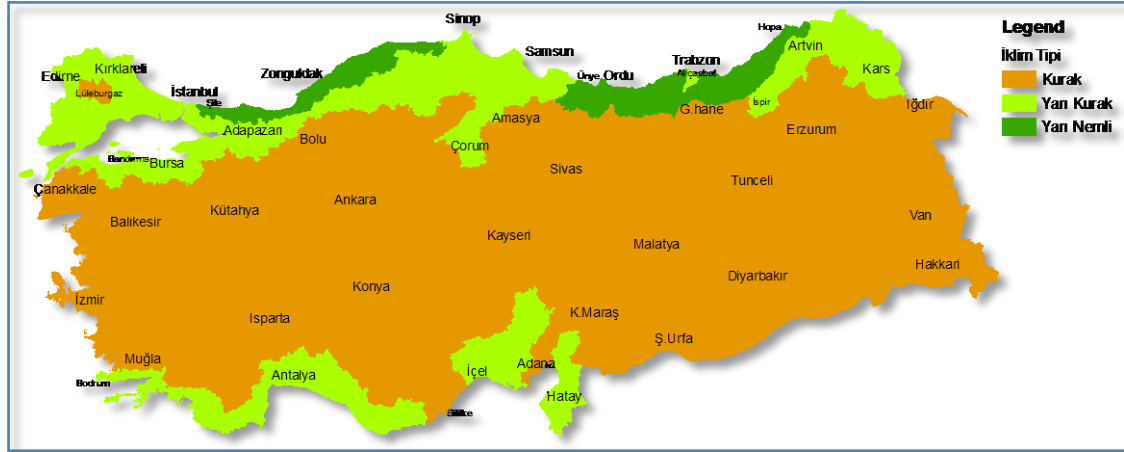 Sinop
Hopa
Legend
Edirne
Kırklareli
Samsun
Artvin
İklim Tipi
Zonguldak
Trabzon
Kars
Kurak
Lüleburgaz
İstanbul
Ünye
Ordu
Akçaabat
Yarı Kurak
Şile
G.hane
İspir
Iğdır
Yarı Nemli
Adapazarı
Bolu
Amasya
Erzurum
Bandırma
Bursa
Çorum
Sivas
Tunceli
Çanakkale
Balıkesir
Kütahya
Ankara
Van
Kayseri
Malatya
Hakkari
Diyarbakır
Konya
İzmir
Isparta
K.Maraş
Ş.Urfa
Muğla
Antalya
İçel
Adana
Bodrum
Hatay